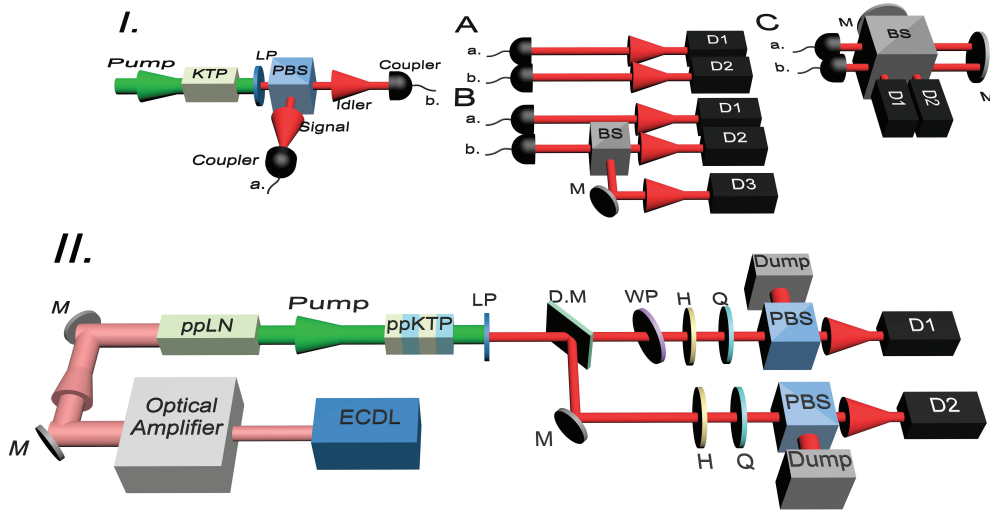 I.
Pump
KTP
LP
PBS
Idler
Coupler
b.
Signal
Coupler
a.
A
a.
D1
b.
D2
B
a.
D1
BS
b.
D2
M
D3
C
M
BS
a.
b.
D1
D2
M
II.
M
ppLN
Pump
ppKTP
LP
D.M
WP
H
Q
Dump
PBS
D1
M
Optical
Amplifier
ECDL
M
H
Q
PBS
D2
Dump